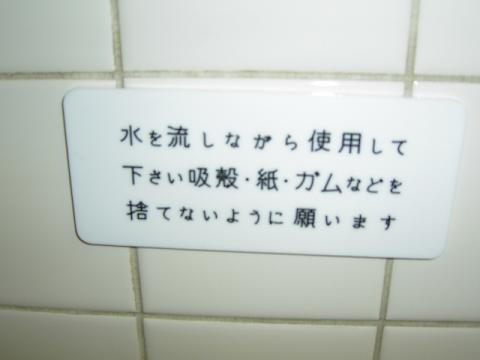 水を流しながら使用して
下さい吸殻・紙・ガムなどを
捨てないように願います